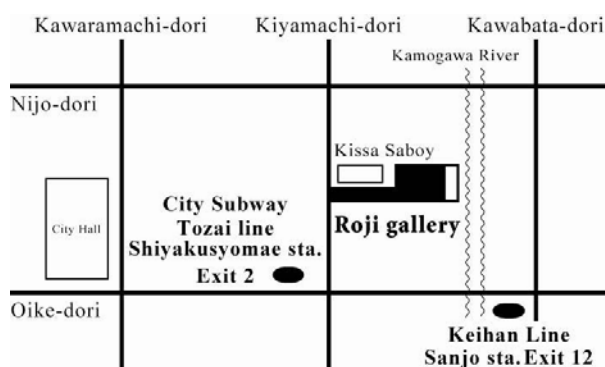 Kawaramachi-dori
Kiyamachi-dori
Kawabata-dori
Kamogawa River
Nijo-dori
Kissa Saboy
City Hall
City Subway
Tozai line
Shiyakusyomae sta.
Exit 2
Roji gallery
Oike-dori
Keihan Line
Sanjo sta. Exit 12